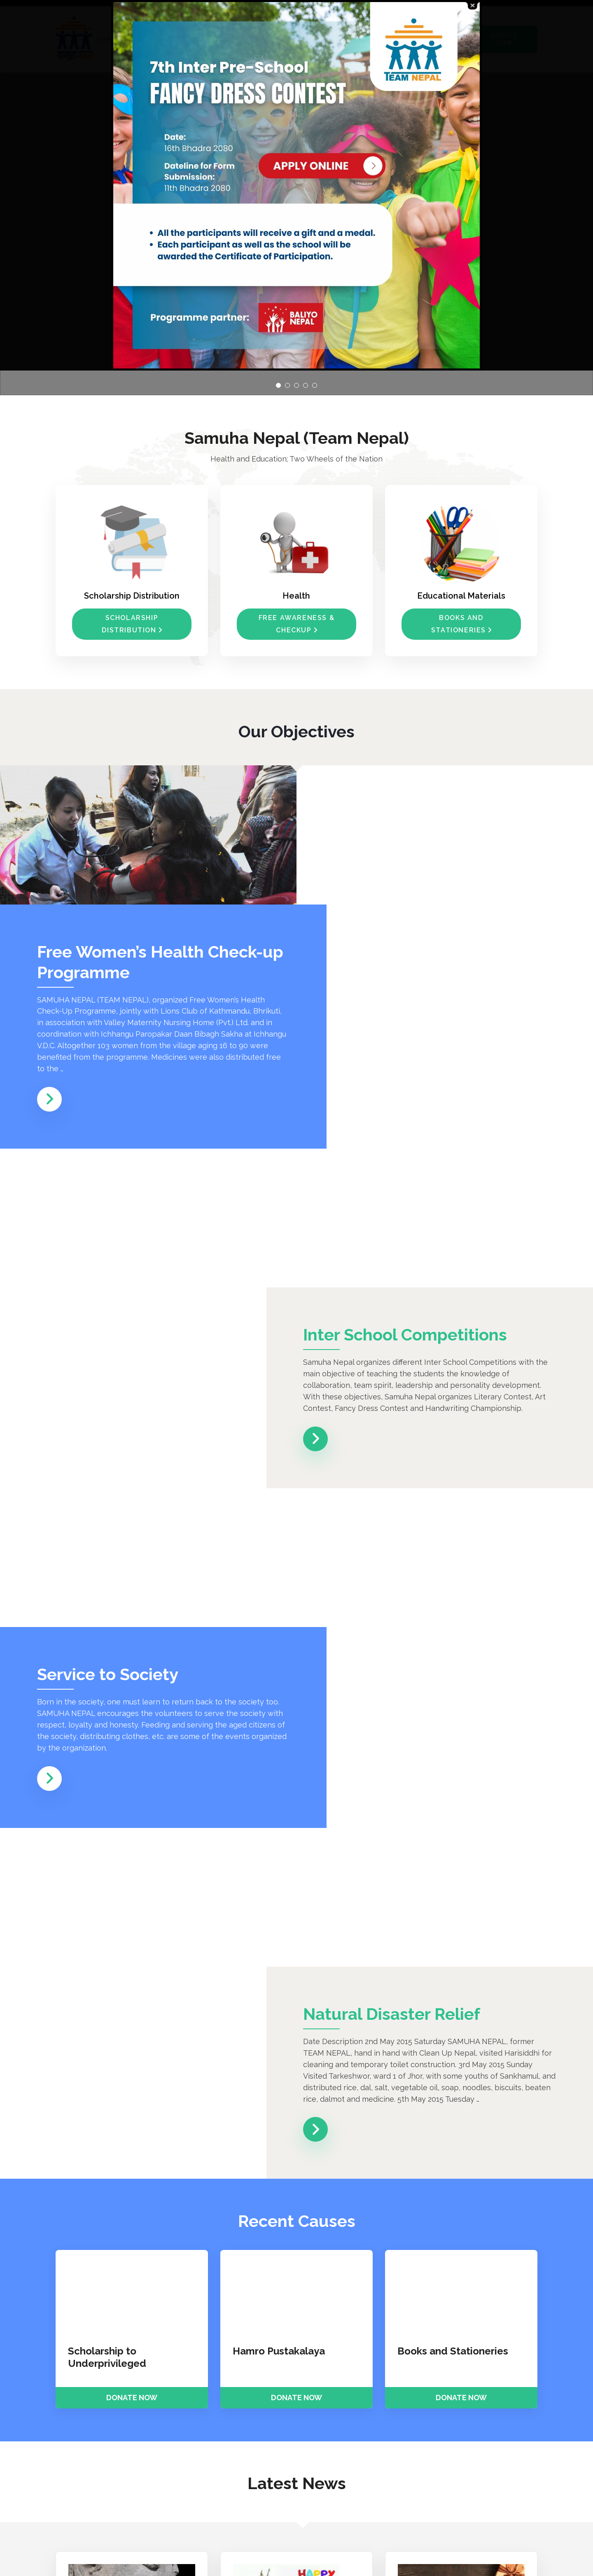 ×
TEAM NEPAL
7th Inter Pre-School
FANCY DRESS CONTEST
Date:
16th Bhadra 2080
Dateline for Form
Submission:
11th Bhadra 2080
APPLY ONLINE
• All the participants will receive a gift and a medal.
• Each participant as well as the school will be
awarded the Certificate of Participation.
Programme partner:
BALIYO
NEPAL
Samuha Nepal (Team Nepal)
Health and Education; Two Wheels of the Nation
Scholarship Distribution
SCHOLARSHIP
DISTRIBUTION
Health
FREE AWARENESS &
CHECKUP
Educational Materials
BOOKS AND
STATIONERIES
Our Objectives
Free Women’s Health Check-up
Programme
SAMUHA NEPAL (TEAM NEPAL), organized Free Women’s Health
Check-Up Programme, jointly with Lions Club of Kathmandu, Bhrikuti,
in association with Valley Maternity Nursing Home (Pvt.) Ltd. and in
coordination with Ichhangu Paropakar Daan Bibagh Sakha at Ichhangu
V.D.C. Altogether 103 women from the village aging 16 to 90 were
benefited from the programme. Medicines were also distributed free
to the ..
Inter School Competitions
Samuha Nepal organizes different Inter School Competitions with the
main objective of teaching the students the knowledge of
collaboration, team spirit, leadership and personality development.
With these objectives, Samuha Nepal organizes Literary Contest, Art
Contest, Fancy Dress Contest and Handwriting Championship.
Service to Society
Born in the society, one must learn to return back to the society too.
SAMUHA NEPAL encourages the volunteers to serve the society with
respect, loyalty and honesty. Feeding and serving the aged citizens of
the society, distributing clothes, etc. are some of the events organized
by the organization.
Natural Disaster Relief
Date Description 2nd May 2015 Saturday SAMUHA NEPAL, former
TEAM NEPAL, hand in hand with Clean Up Nepal, visited Harisiddhi for
cleaning and temporary toilet construction. 3rd May 2015 Sunday
Visited Tarkeshwor, ward 1 of Jhor, with some youths of Sankhamul, and
distributed rice, dal, salt, vegetable oil, soap, noodles, biscuits, beaten
rice, dalmot and medicine. 5th May 2015 Tuesday ..
Recent Causes
Scholarship to
Underprivileged
DONATE NOW
Hamro Pustakalaya
DONATE NOW
Books and Stationeries
DONATE NOW
Latest News
HAPPY